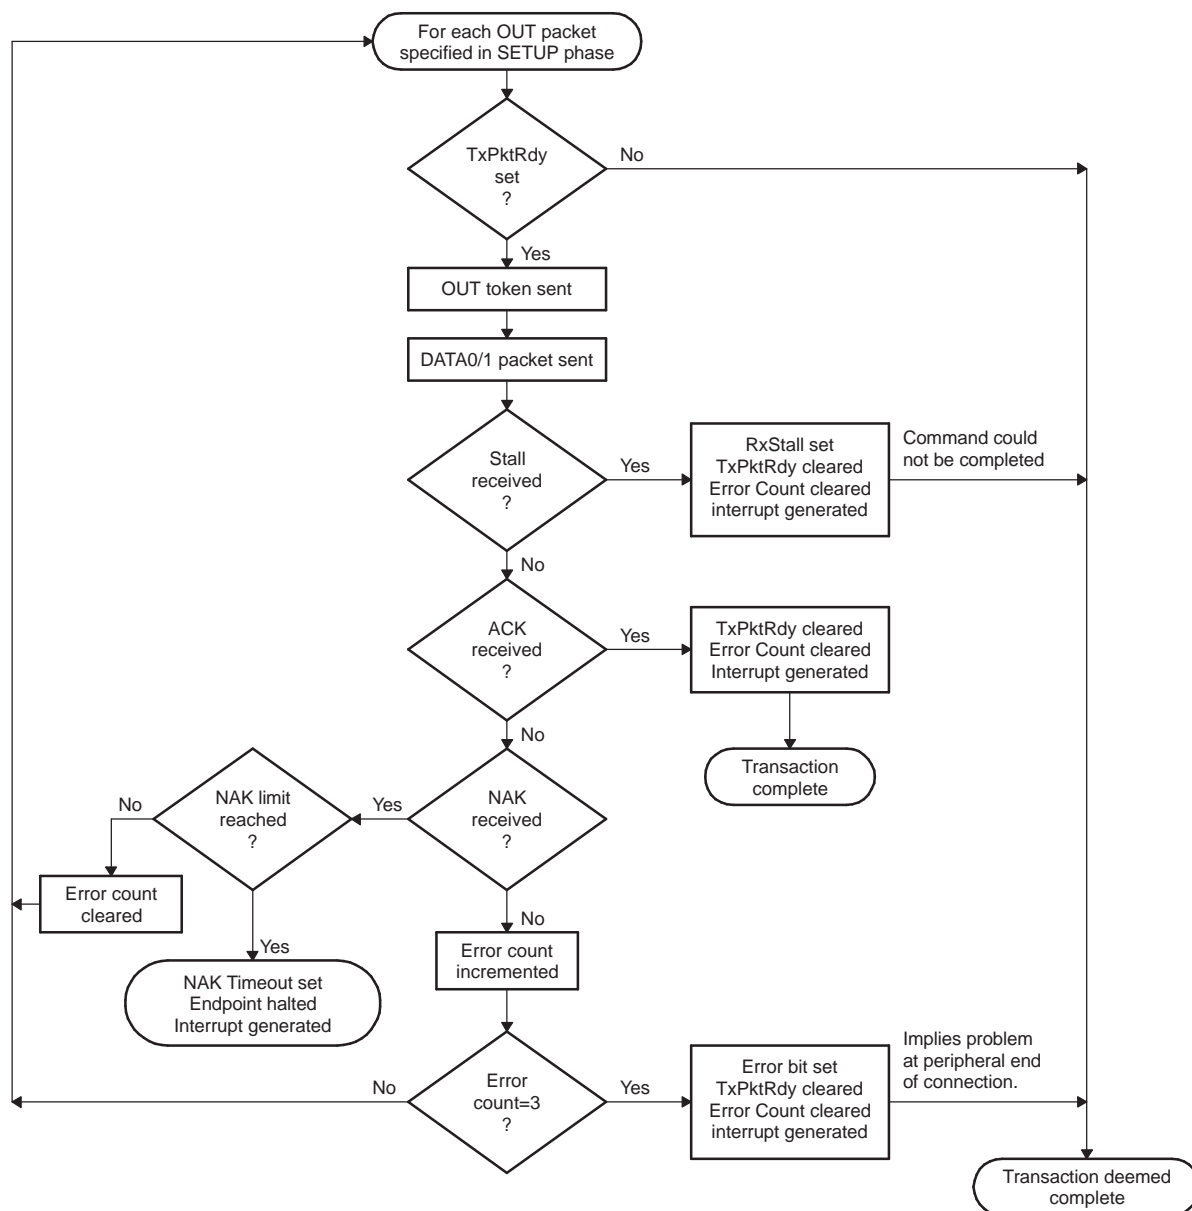 For each OUT packet
specified in SETUP phase
TxPktRdy
set
?
No
Yes
OUT token sent
DATA0/1 packet sent
Stall
received
?
Yes
RxStall set
TxPktRdy cleared
Error Count cleared
interrupt generated
Command could
not be completed
No
ACK
received
?
Yes
TxPktRdy cleared
Error Count cleared
Interrupt generated
No
Transaction
complete
NAK
received
?
Yes
NAK limit
reached
?
No
Error count
cleared
Yes
NAK Timeout set
Endpoint halted
Interrupt generated
No
Error count
incremented
Error
count=3
?
No
Yes
Error bit set
TxPktRdy cleared
Error Count cleared
interrupt generated
Implies problem
at peripheral end
of connection.
Transaction deemed
complete